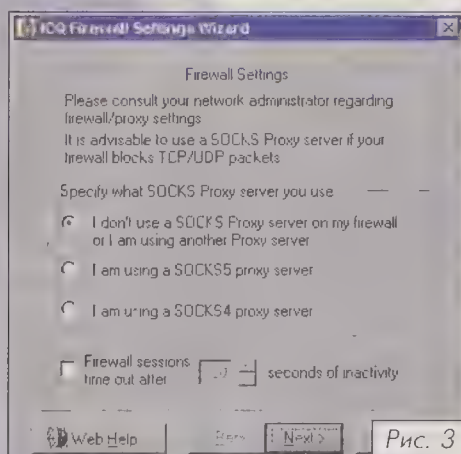 ICQ Firewall Settings Wizard
Firewall Settings
Please consult your network administrator regarding
firewall/proxy settings
It is advisable to use a SOCKS Proxy server if your
firewall blocks TCP/UDP packets
Specify what SOCKS Proxy server you use
I don't use a SOCKS Proxy server on my firewall
or I am using another Proxy server
I am using a SOCKS5 proxy server
I am using a SOCKS4 proxy server
Firewall sessions
time out after
seconds of inactivity
Web Help
Next >
Рис. 3